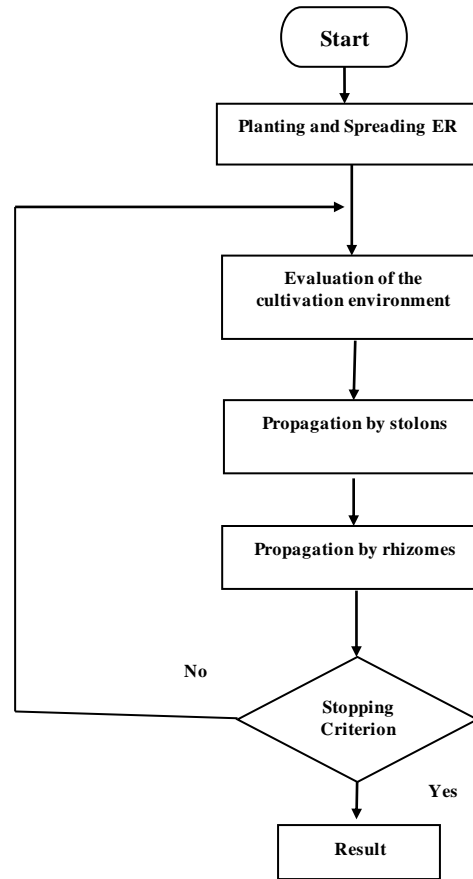 Start
Planting and Spreading ER
Evaluation of the
cultivation environment
Propagation by stolons
Propagation by rhizomes
No
Stopping
Criterion
Yes
Result